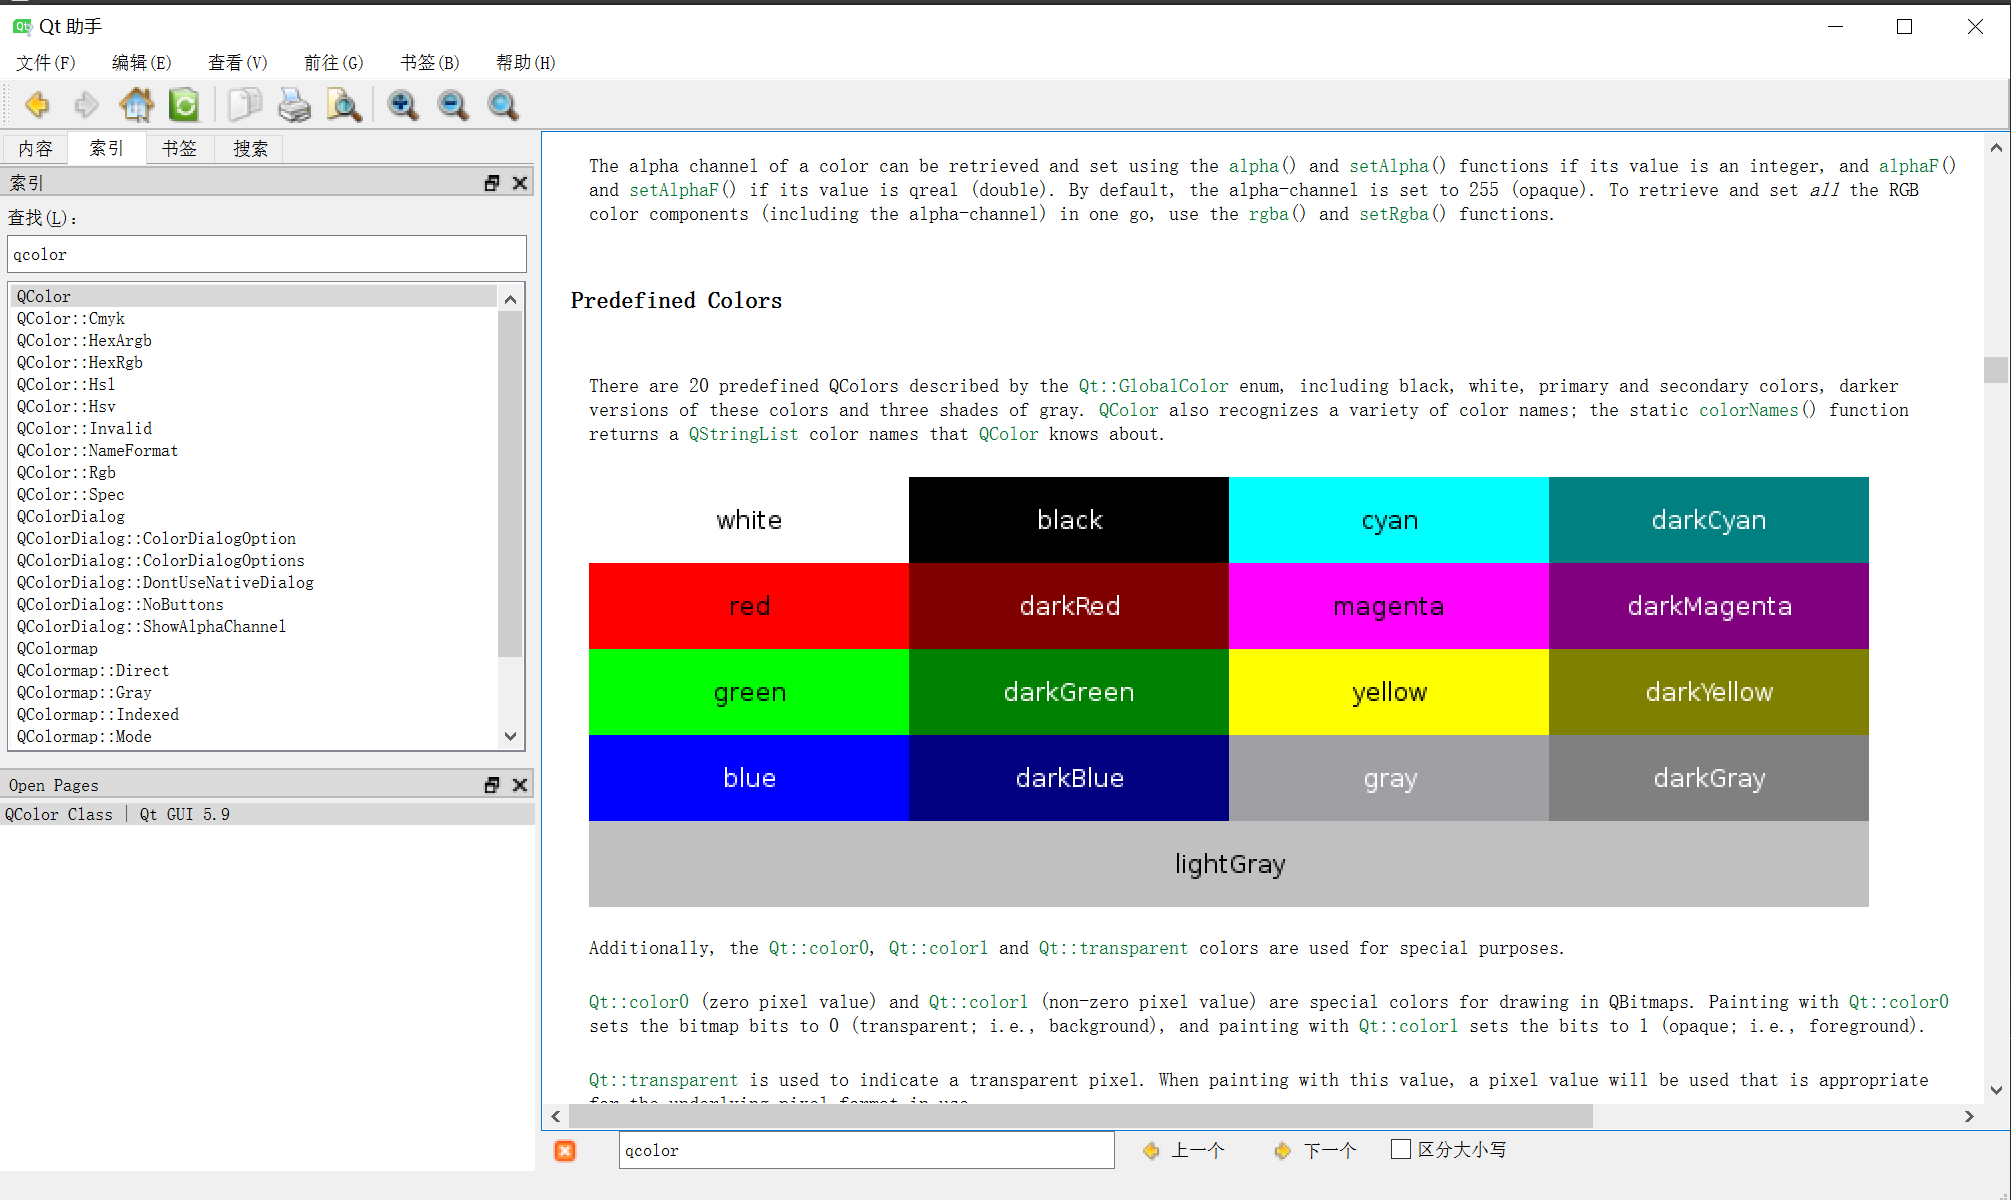 Qt 助手
文件(F) 编辑(E) 查看(V) 前往(G) 书签(B) 帮助(H)
内容 索引 书签 搜索
索引
查找(L):
qcolor
QColor
QColor::Cmyk
QColor::HexArgb
QColor::HexRgb
QColor::Hsl
QColor::Hsv
QColor::Invalid
QColor::NameFormat
QColor::Rgb
QColor::Spec
QColorDialog
QColorDialog::ColorDialogOption
QColorDialog::ColorDialogOptions
QColorDialog::DontUseNativeDialog
QColorDialog::NoButtons
QColorDialog::ShowAlphaChannel
QColormap
QColormap::Direct
QColormap::Gray
QColormap::Indexed
QColormap::Mode
Open Pages
QColor Class | Qt GUI 5.9
The alpha channel of a color can be retrieved and set using the alpha() and setAlpha() functions if its value is an integer, and alphaF()
and setAlphaF() if its value is qreal (double). By default, the alpha-channel is set to 255 (opaque). To retrieve and set all the RGB
color components (including the alpha-channel) in one go, use the rgba() and setRgba() functions.
Predefined Colors
There are 20 predefined QColors described by the Qt::GlobalColor enum, including black, white, primary and secondary colors, darker
versions of these colors and three shades of gray. QColor also recognizes a variety of color names; the static colorNames() function
returns a QStringList color names that QColor knows about.
white black cyan darkCyan
red darkRed magenta darkMagenta
green darkGreen yellow darkYellow
blue darkBlue gray darkGray
lightGray
Additionally, the Qt::color0, Qt::color1 and Qt::transparent colors are used for special purposes.
Qt::color0 (zero pixel value) and Qt::color1 (non-zero pixel value) are special colors for drawing in QBitmaps. Painting with Qt::color0
sets the bitmap bits to 0 (transparent; i.e., background), and painting with Qt::color1 sets the bits to 1 (opaque; i.e., foreground).
Qt::transparent is used to indicate a transparent pixel. When painting with this value, a pixel value will be used that is appropriate
for the underlying pixel format in use.
qcolor 上一个 下一个 区分大小写